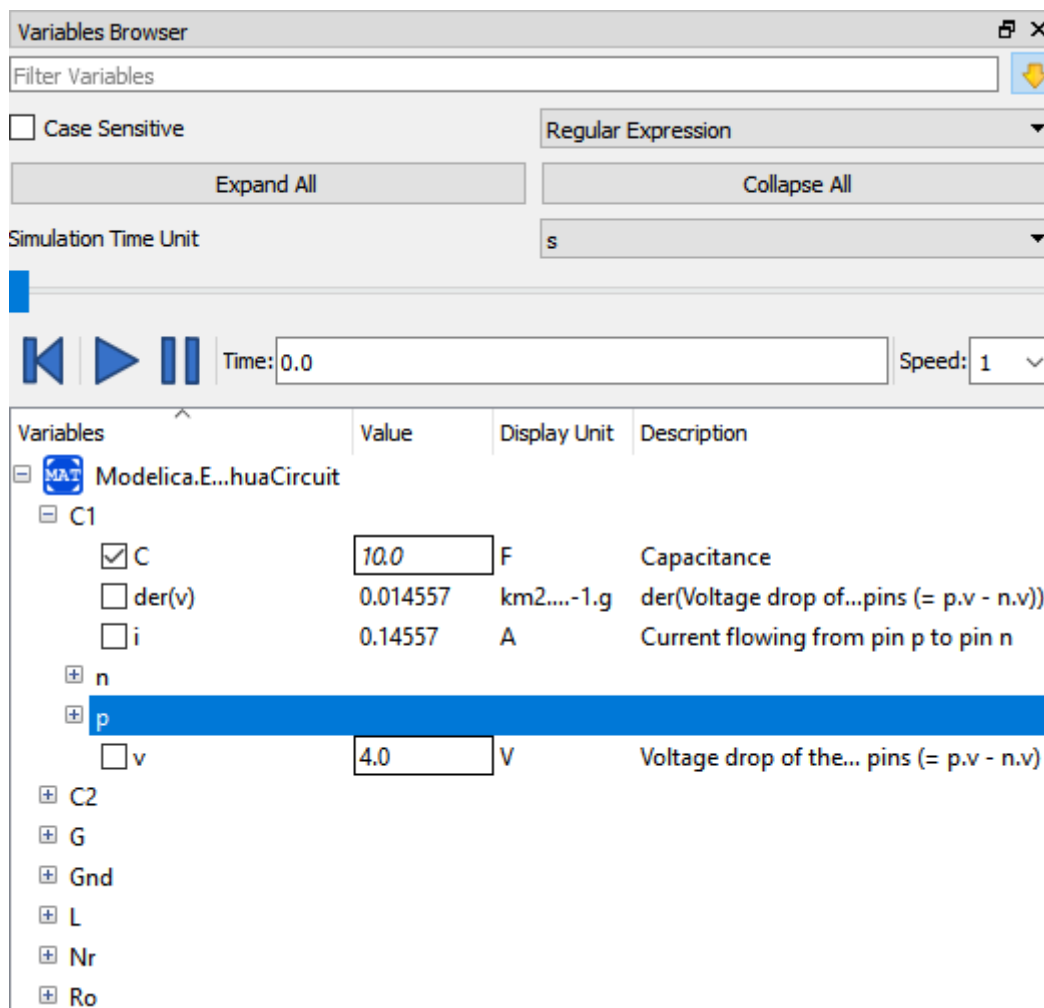 Variables Browser
Filter Variables
Case Sensitive Regular Expression
Expand All Collapse All
Simulation Time Unit s
Time: 0.0 Speed: 1
Variables Value Display Unit Description
MAT Modelica.E...huaCircuit
C1
C 10.0 F Capacitance
der(v) 0.014557 km2....-1.g der(Voltage drop of...pins (= p.v - n.v))
i 0.14557 A Current flowing from pin p to pin n
n
p
v 4.0 V Voltage drop of the... pins (= p.v - n.v)
C2
G
Gnd
L
Nr
Ro